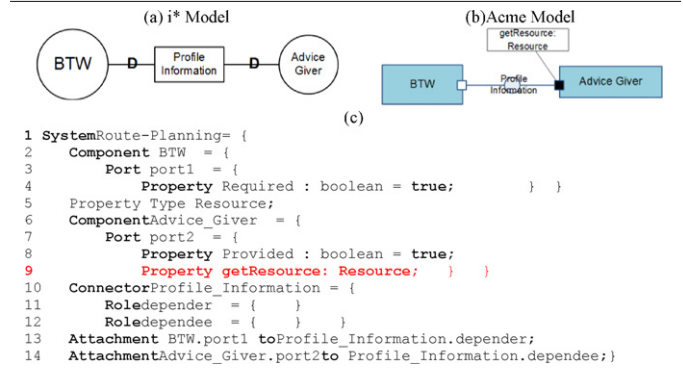 (a) i* Model
BTW
D
Profile
Information
D
Advice
Giver
(b)Acme Model
getResource:
Resource
BTW
Profile
Information
Advice Giver
(c)
1 SystemRoute-Planning= {
2 Component BTW = {
3 Port port1 = {
4 Property Required : boolean = true; } }
5 Property Type Resource;
6 ComponentAdvice_Giver = {
7 Port port2 = {
8 Property Provided : boolean = true;
9 Property getResource: Resource; } }
10 ConnectorProfile_Information = {
11 Roledepender = { }
12 Roledependee = { } }
13 Attachment BTW.port1 toProfile_Information.depender;
14 AttachmentAdvice_Giver.port2to Profile_Information.dependee;}